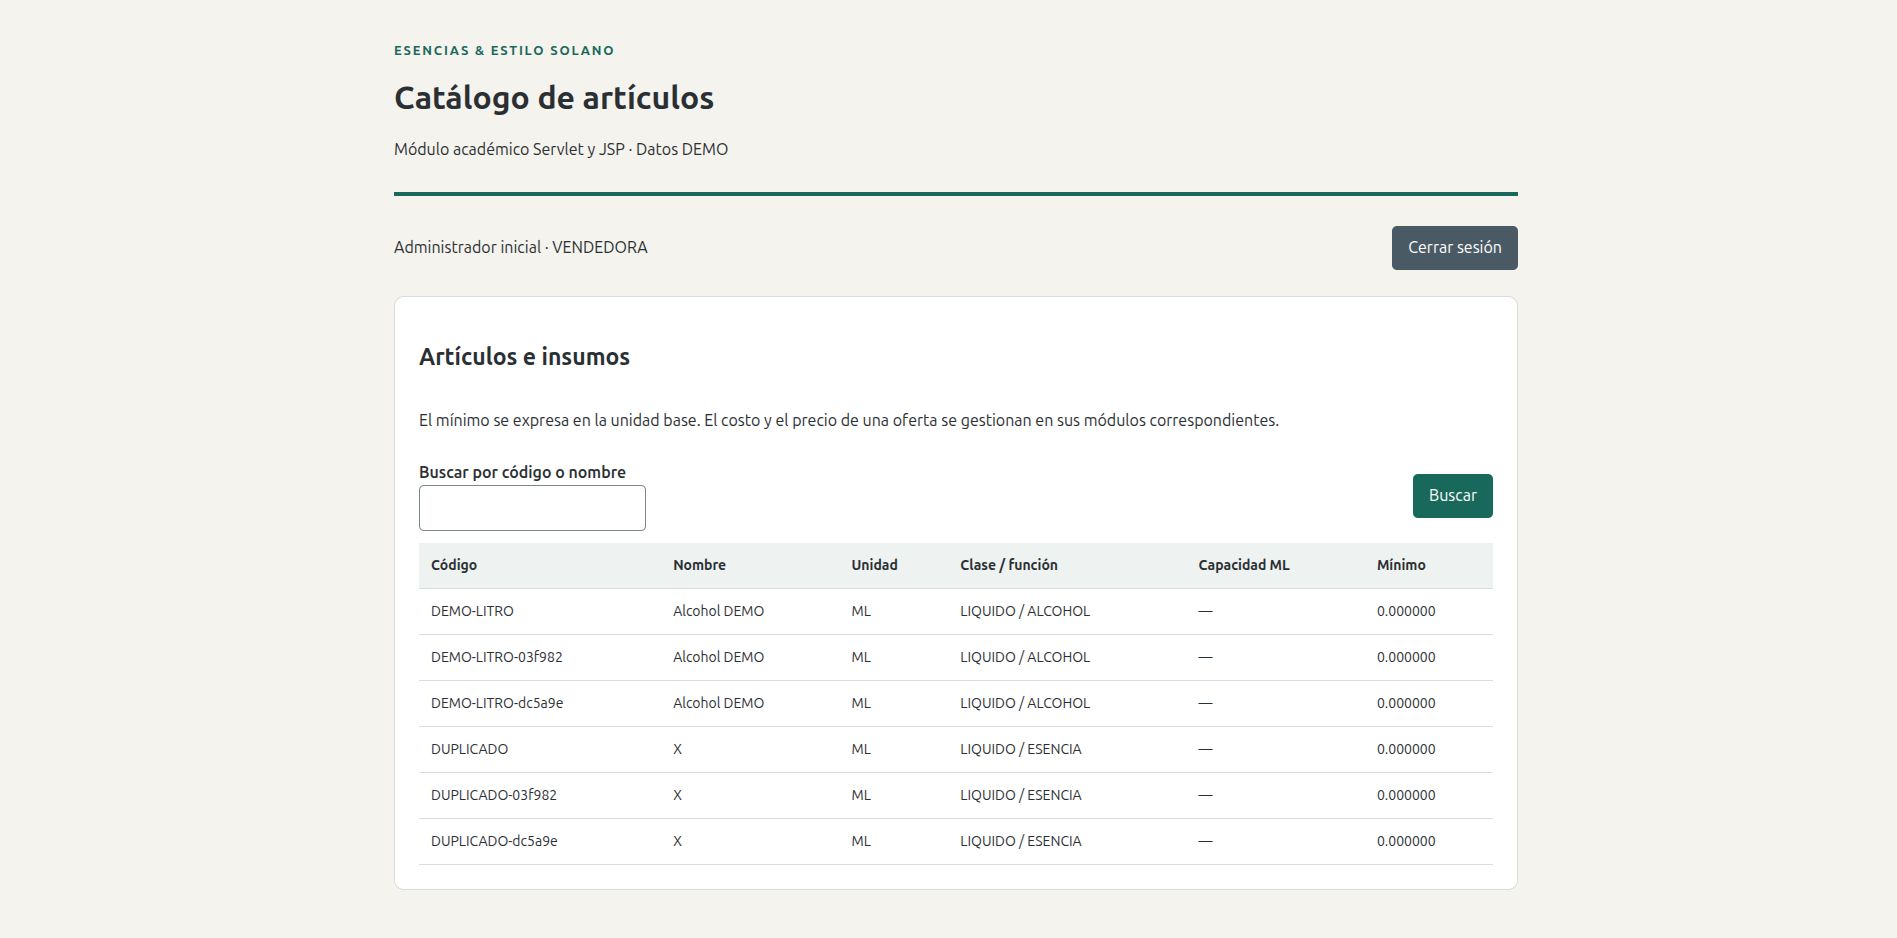 ESENCIAS & ESTILO SOLANO
Catálogo de artículos
Módulo académico Servlet y JSP · Datos DEMO
Administrador inicial · VENDEDORA
Cerrar sesión
Artículos e insumos
El mínimo se expresa en la unidad base. El costo y el precio de una oferta se gestionan en sus módulos correspondientes.
Buscar por código o nombre
Buscar
Código Nombre Unidad Clase / función Capacidad ML Mínimo
DEMO-LITRO Alcohol DEMO ML LIQUIDO / ALCOHOL — 0.000000
DEMO-LITRO-03f982 Alcohol DEMO ML LIQUIDO / ALCOHOL — 0.000000
DEMO-LITRO-dc5a9e Alcohol DEMO ML LIQUIDO / ALCOHOL — 0.000000
DUPLICADO X ML LIQUIDO / ESENCIA — 0.000000
DUPLICADO-03f982 X ML LIQUIDO / ESENCIA — 0.000000
DUPLICADO-dc5a9e X ML LIQUIDO / ESENCIA — 0.000000